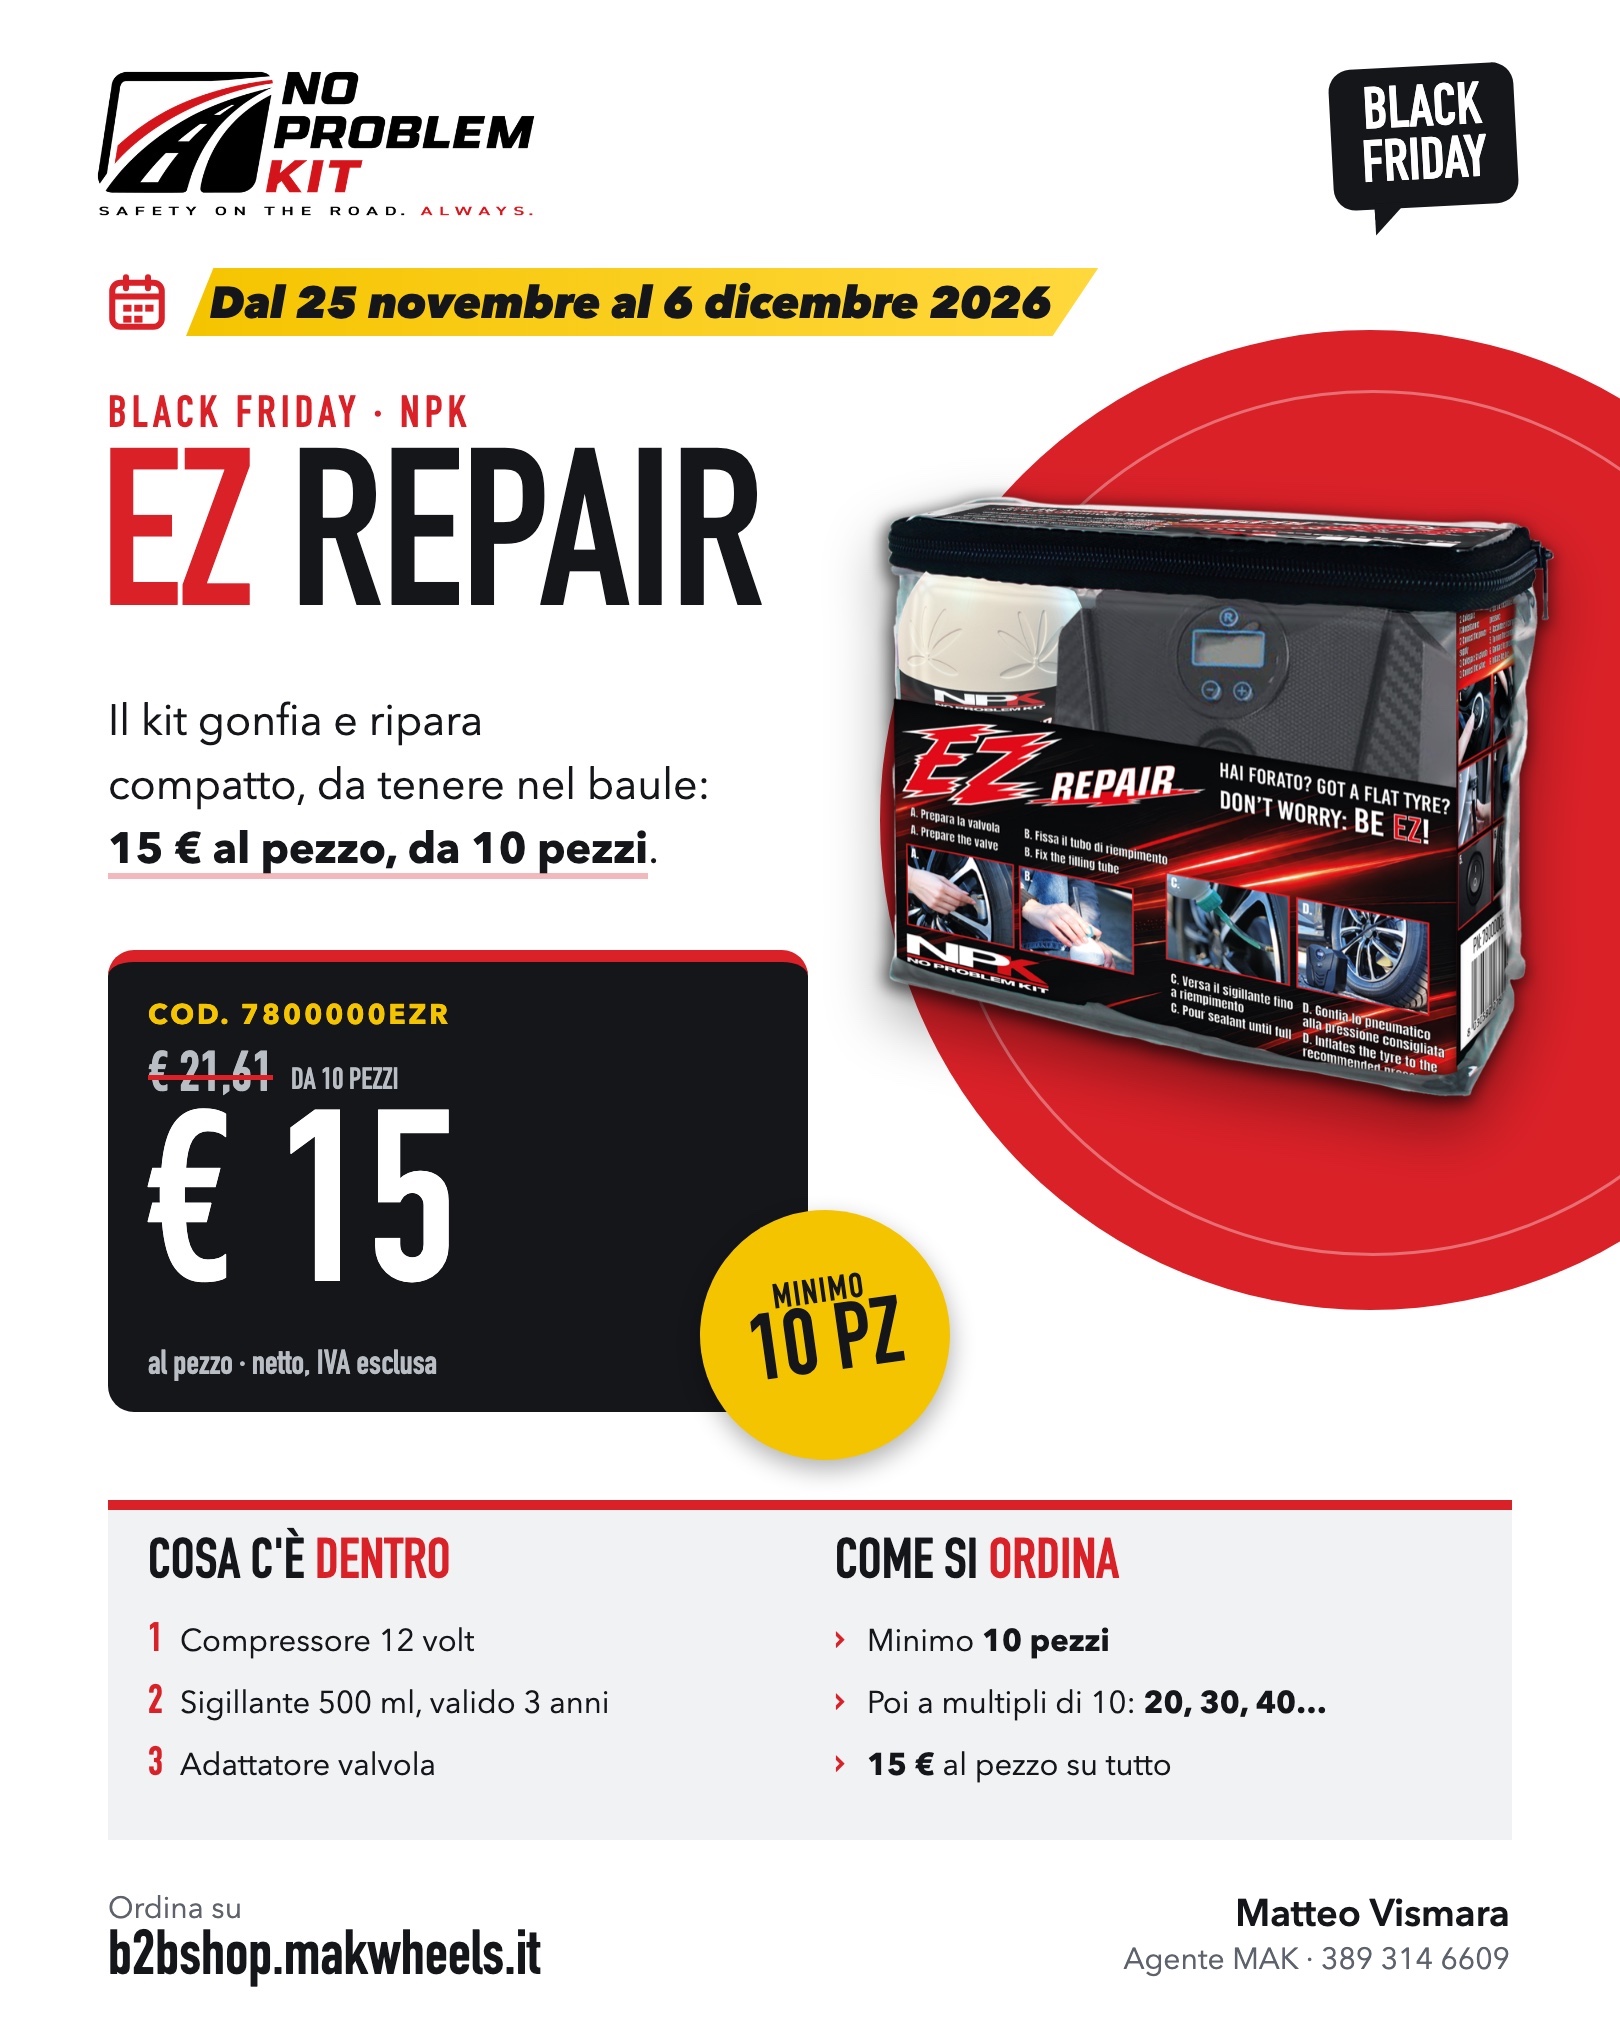 NO
PROBLEM
KIT
SAFETY ON THE ROAD. ALWAYS.
BLACK
FRIDAY
Dal 25 novembre al 6 dicembre 2026
BLACK FRIDAY · NPK
EZ REPAIR
Il kit gonfia e ripara
compatto, da tenere nel baule:
15 € al pezzo, da 10 pezzi.
NPK
NO PROBLEM KIT
EZ REPAIR
HAI FORATO? GOT A FLAT TYRE?
DON'T WORRY: BE EZ!
A. Prepara la valvola
A. Prepare the valve
B. Fissa il tubo di riempimento
B. Fix the filling tube
A.
B.
C.
D.
NPK
NO PROBLEM KIT
C. Versa il sigillante fino
a riempimento
C. Pour sealant until full
D. Gonfia lo pneumatico
alla pressione consigliata
D. Inflates the tyre to the
recommended
COD. 7800000EZR
€ 21,61 DA 10 PEZZI
€ 15
al pezzo · netto, IVA esclusa
MINIMO
10 PZ
COSA C'È DENTRO
1 Compressore 12 volt
2 Sigillante 500 ml, valido 3 anni
3 Adattatore valvola
COME SI ORDINA
› Minimo 10 pezzi
› Poi a multipli di 10: 20, 30, 40...
› 15 € al pezzo su tutto
Ordina su
b2bshop.makwheels.it
Matteo Vismara
Agente MAK · 389 314 6609